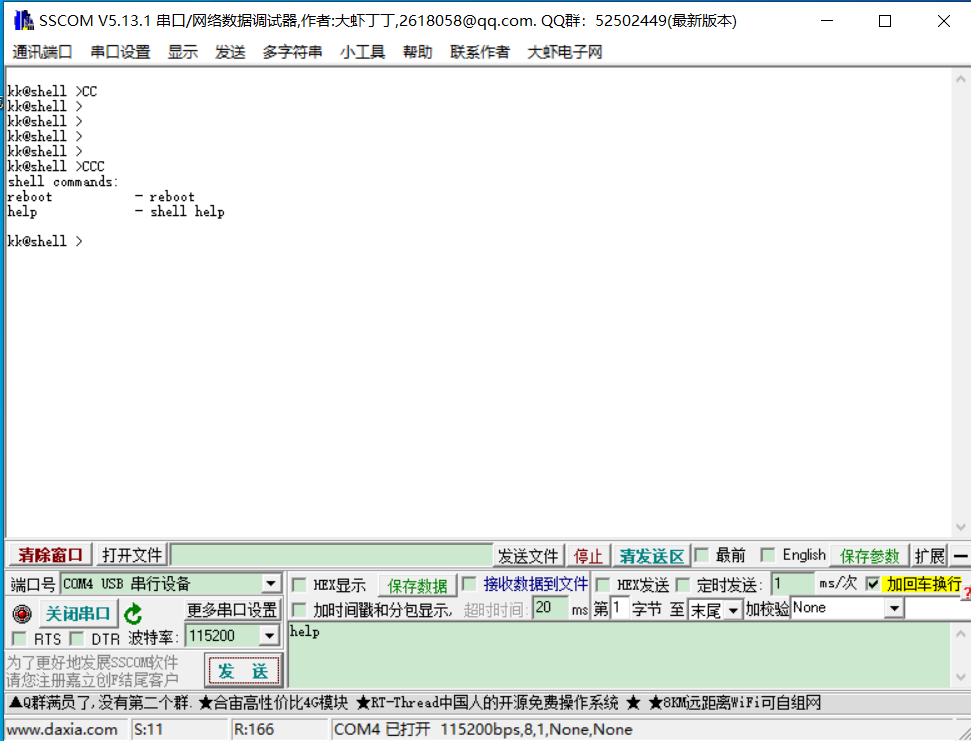 SSCOM V5.13.1 串口/网络数据调试器,作者:大虾丁丁,2618058@qq.com. QQ群: 52502449(最新版本)
通讯端口 串口设置 显示 发送 多字符串 小工具 帮助 联系作者 大虾电子网
kk@shell >CC
kk@shell >
kk@shell >
kk@shell >
kk@shell >
kk@shell >CCC
shell commands:
reboot - reboot
help - shell help
kk@shell >
清除窗口 打开文件 发送文件 停止 清发送区 最前 English 保存参数 扩展 —
端口号 COM4 USB 串行设备 HEX显示 保存数据 接收数据到文件 HEX发送 定时发送: 1 ms/次 加回车换行
关闭串口 更多串口设置 加时间戳和分包显示, 超时时间: 20 ms 第1 字节 至 末尾 加校验None
RTS DTR 波特率: 115200 help
为了更好地发展SSCOM软件
请您注册嘉立创F结尾客户
发 送
▲Q群满员了,没有第二个群. ★合宙高性价比4G模块 ★RT-Thread中国人的开源免费操作系统 ★ ★8KM远距离WiFi可自组网
www.daxia.com S:11 R:166 COM4 已打开 115200bps,8,1,None,None